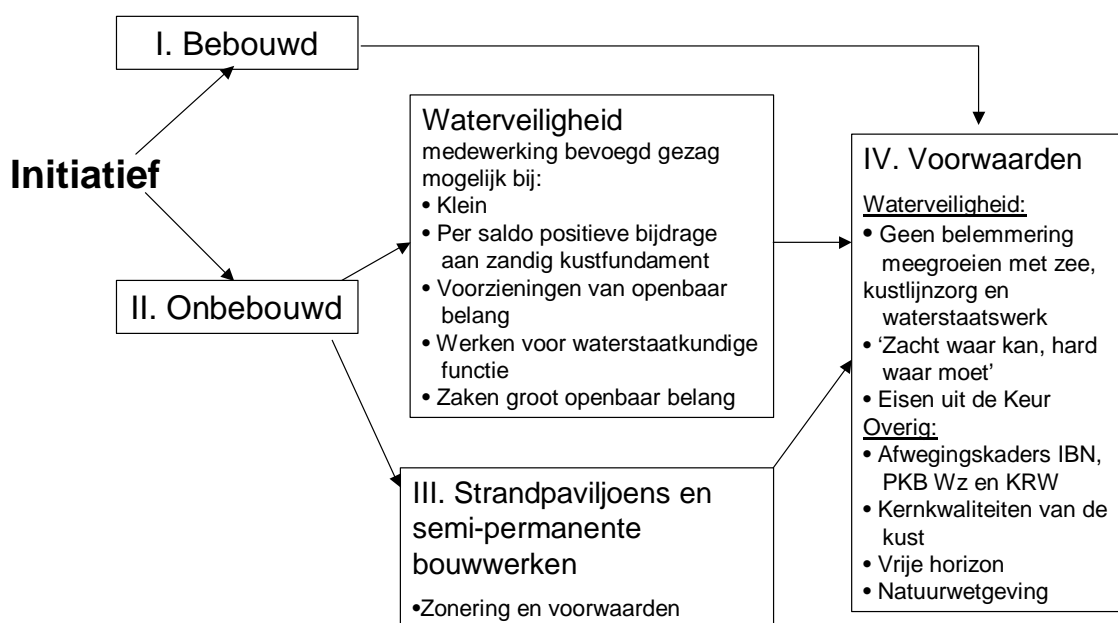 I. Bebouwd
Initiatief
II. Onbebouwd
Waterveiligheid
medewerking bevoegd gezag
mogelijk bij:
• Klein
• Per saldo positieve bijdrage
aan zandig kustfundament
• Voorzieningen van openbaar
belang
• Werken voor waterstaatkundige
functie
• Zaken groot openbaar belang
III. Strandpaviljoens en
semi-permanente
bouwwerken
•Zonering en voorwaarden
IV. Voorwaarden
Waterveiligheid:
• Geen belemmering
meegroeien met zee,
kustlijnzorg en
waterstaatswerk
• ‘Zacht waar kan, hard
waar moet’
• Eisen uit de Keur
Overig:
• Afwegingskaders IBN,
PKB Wz en KRW
• Kernkwaliteiten van de
kust
• Vrije horizon
• Natuurwetgeving